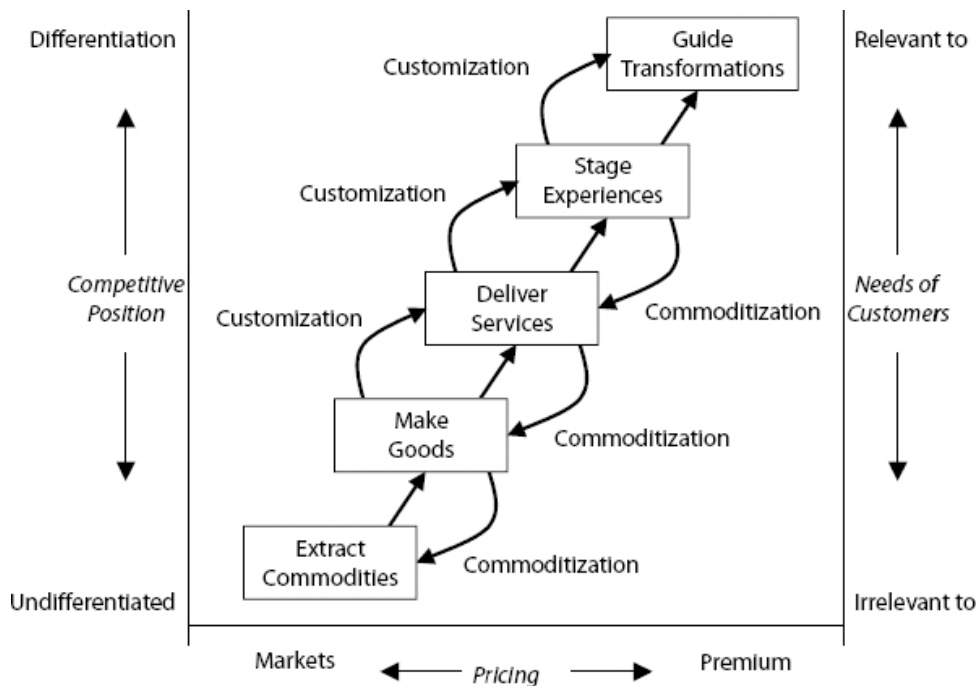 Differentiation
Guide
Transformations
Relevant to
Customization
Stage
Experiences
Customization
Competitive
Position
Deliver
Services
Needs of
Customers
Customization
Commoditization
Make
Goods
Commoditization
Extract
Commodities
Commoditization
Undifferentiated
Irrelevant to
Markets
Pricing
Premium